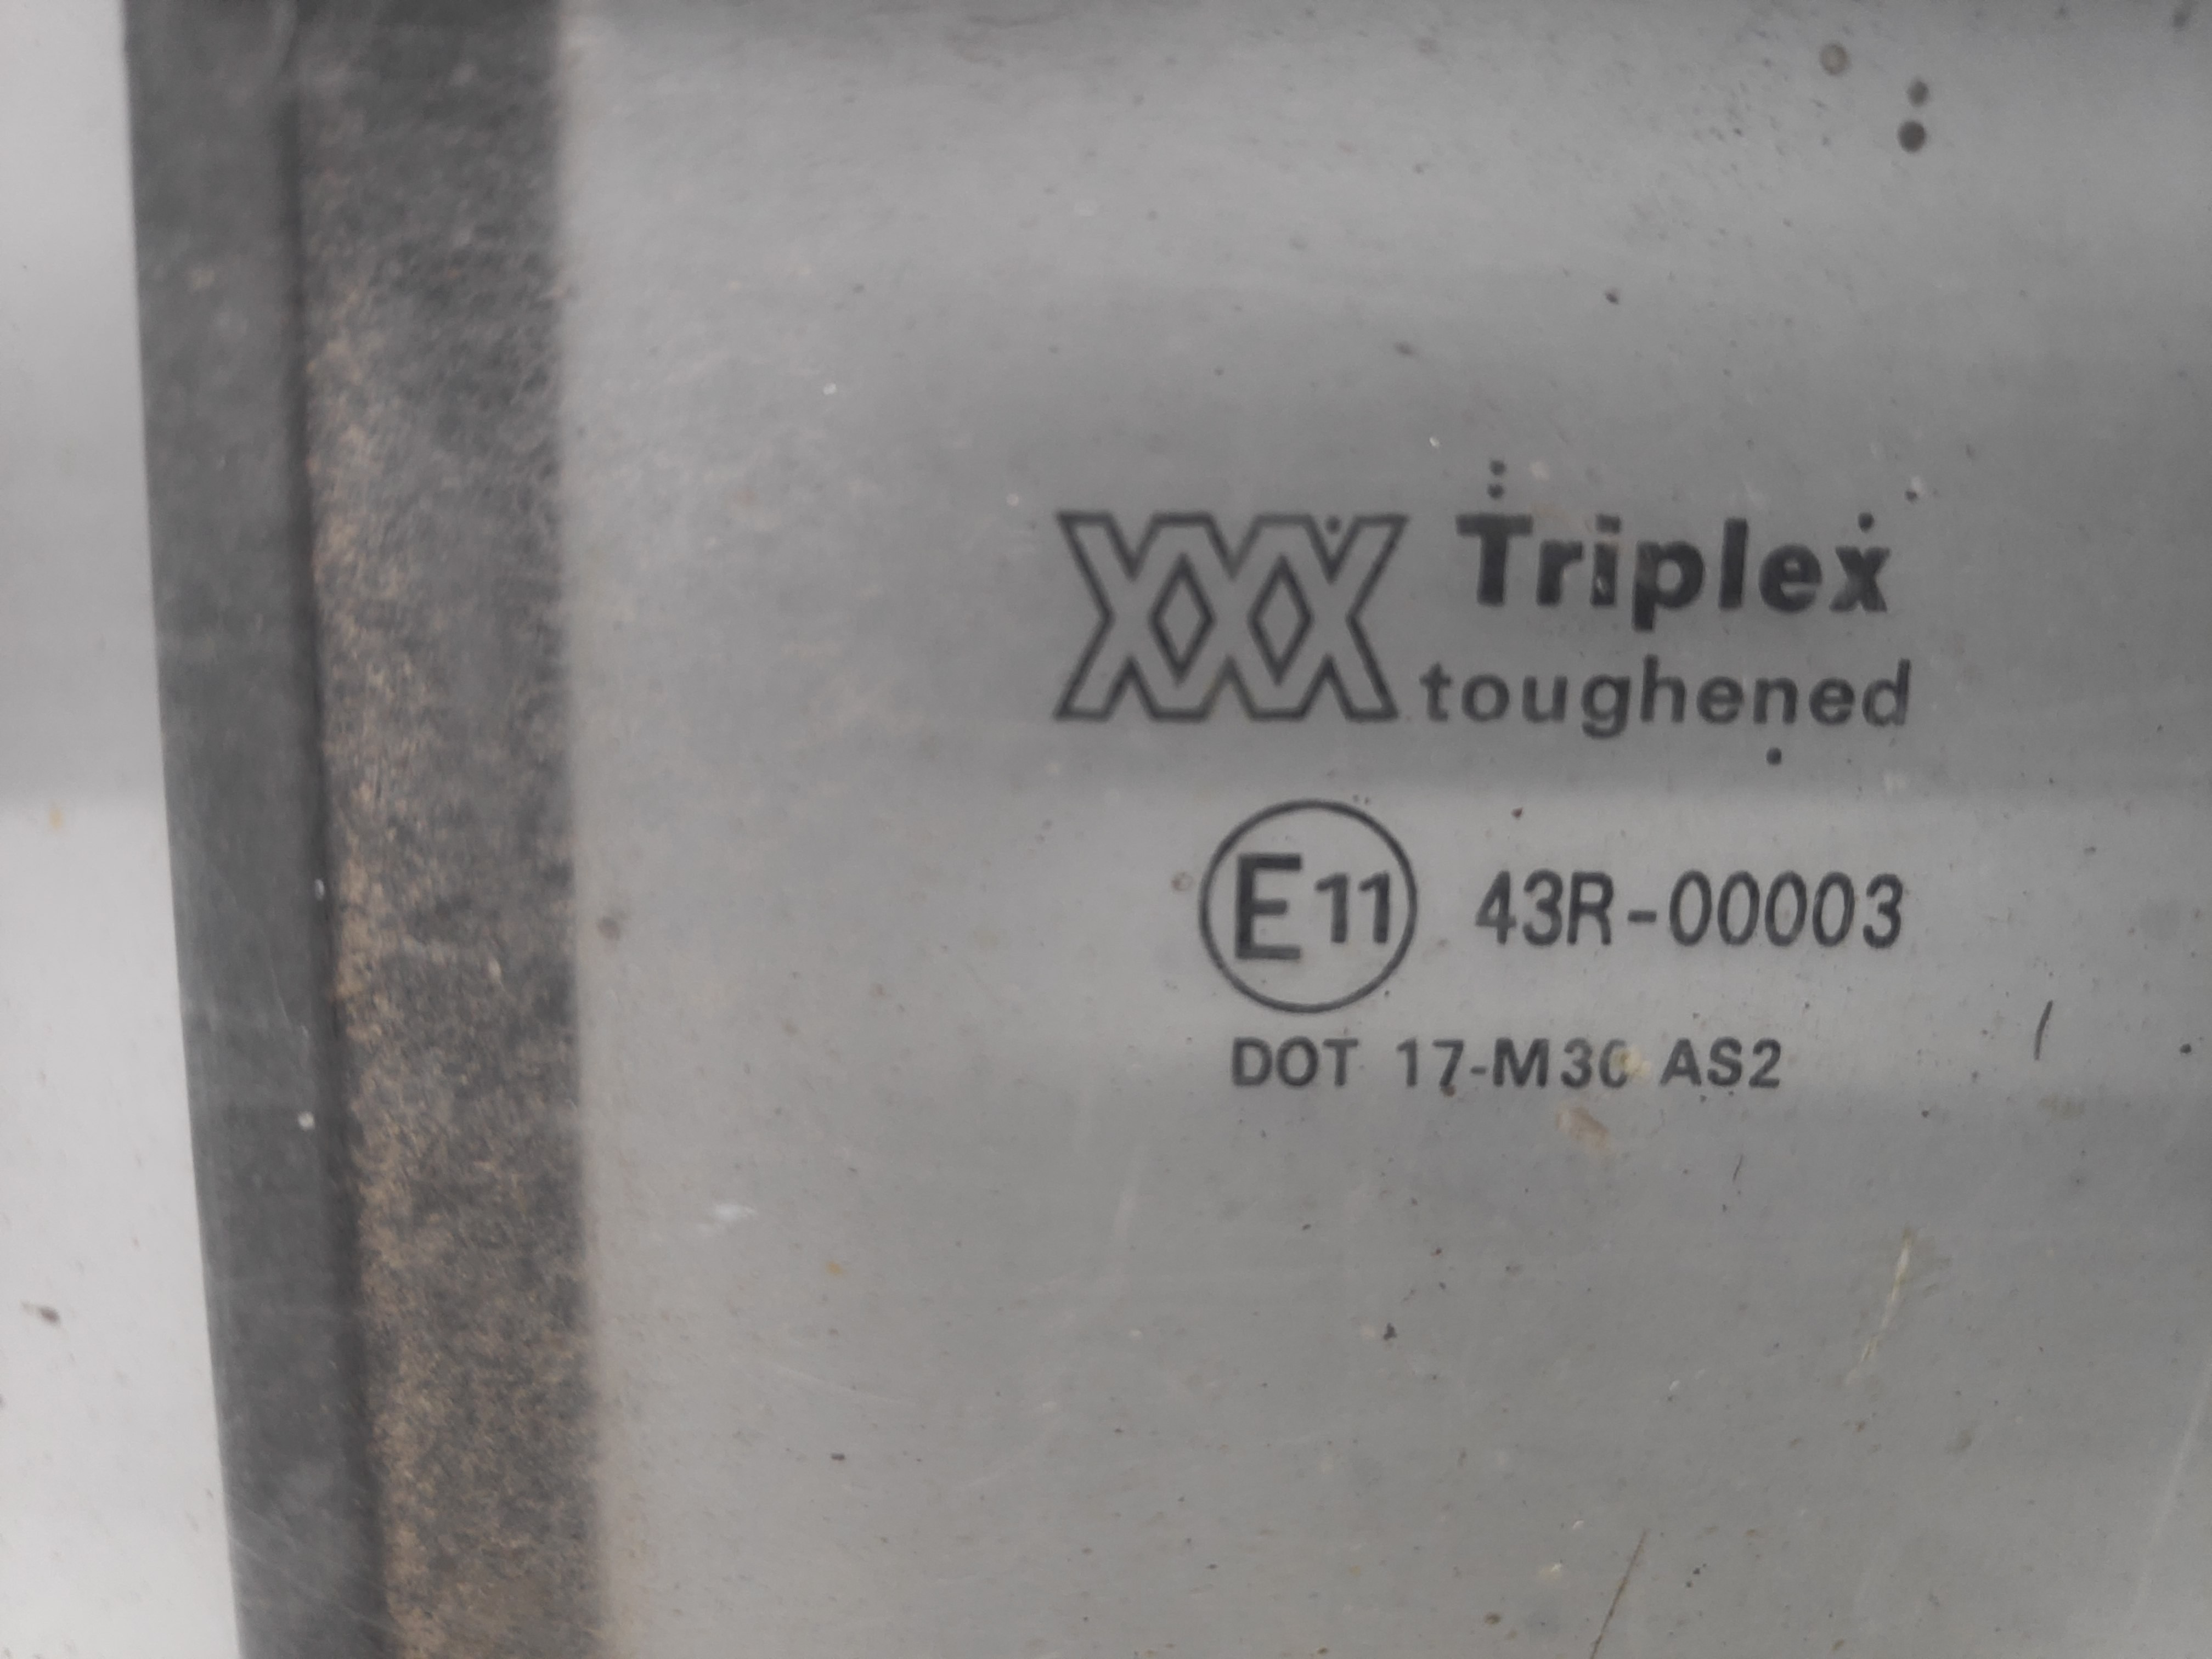 XXX Triplex
toughened
E11 43R-00003
DOT 17-M30 AS2